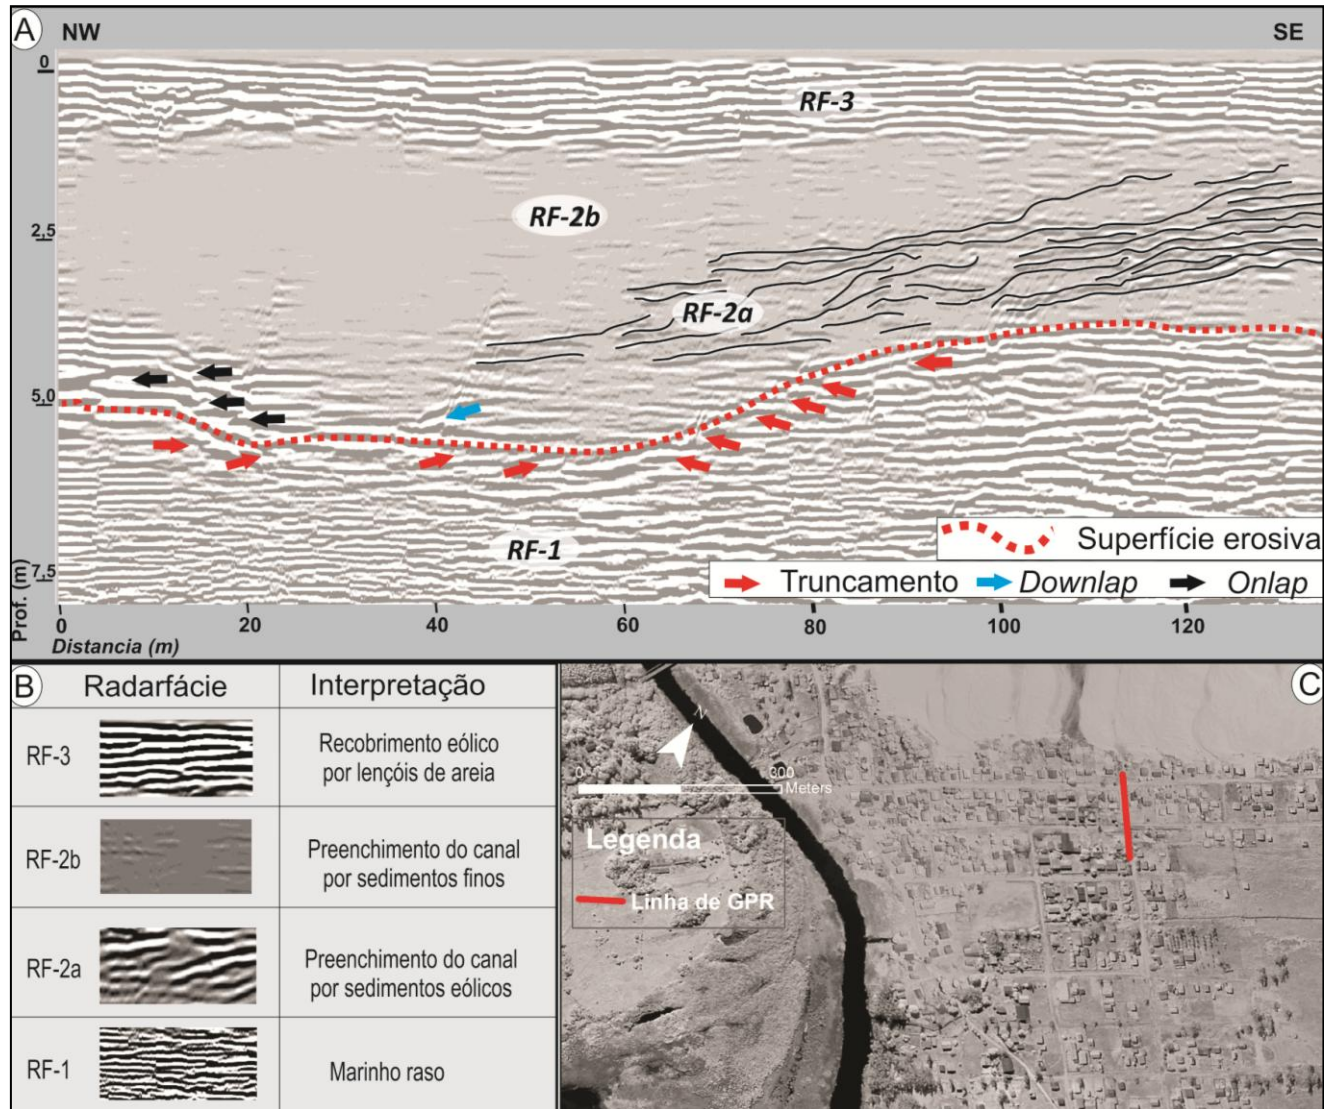 A
NW
SE
0
2,5
5,0
7,5
Prof. (m)
RF-3
RF-2b
RF-2a
RF-1
Superfície erosiva
Truncamento
Downlap
Onlap
0
20
40
60
80
100
120
Distancia (m)
B
Radarfácie
Interpretação
RF-3
Recobrimento eólico
por lençóis de areia
RF-2b
Preenchimento do canal
por sedimentos finos
RF-2a
Preenchimento do canal
por sedimentos eólicos
RF-1
Marinho raso
C
N
0
300
Meters
Legenda
Linha de GPR